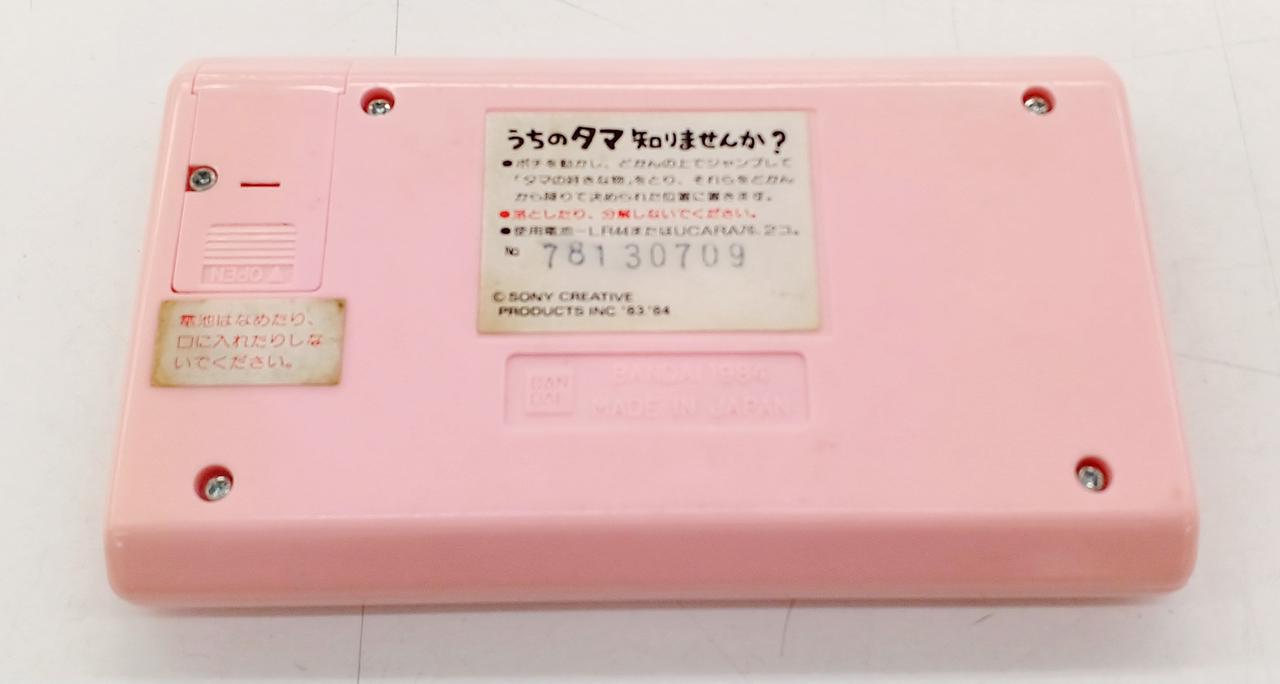 うちのタマ知りませんか?
●ポチを動かし、どかんの上でジャンプして
「タマの好きな物」をとり、それらをどかん
から降りて決められた位置に置きます。
●落としたり、分解しないでください。
●使用電池-LR44またはUCARA76、2コ。
No 78130709
© SONY CREATIVE
PRODUCTS INC '83.'84
▼OPEN
電池はなめたり、
口に入れたりしな
いでください。
BAN
DAI
BANDAI 1984
MADE IN JAPAN